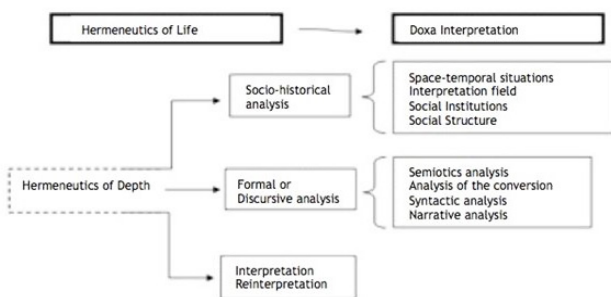 Hermeneutics of Life
Doxa Interpretation
Socio-historical
analysis
Space-temporal situations
Interpretation field
Social Institutions
Social Structure
Hermeneutics of Depth
Formal or
Discursive analysis
Semiotics analysis
Analysis of the conversion
Syntactic analysis
Narrative analysis
Interpretation
Reinterpretation